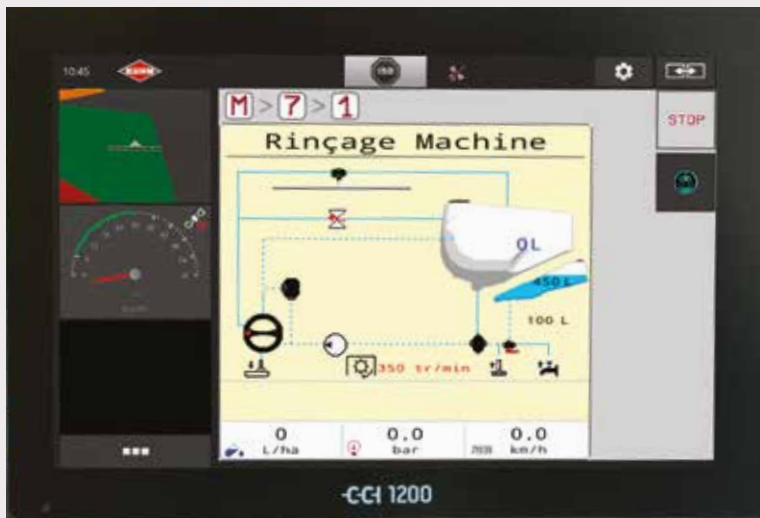 10:45 KUHN ISO
M > 7 > 1
STOP
Rinçage Machine
0L
450 L
100 L
350 tr/min
0 0.0 0.0
L/ha bar km/h
CCI 1200